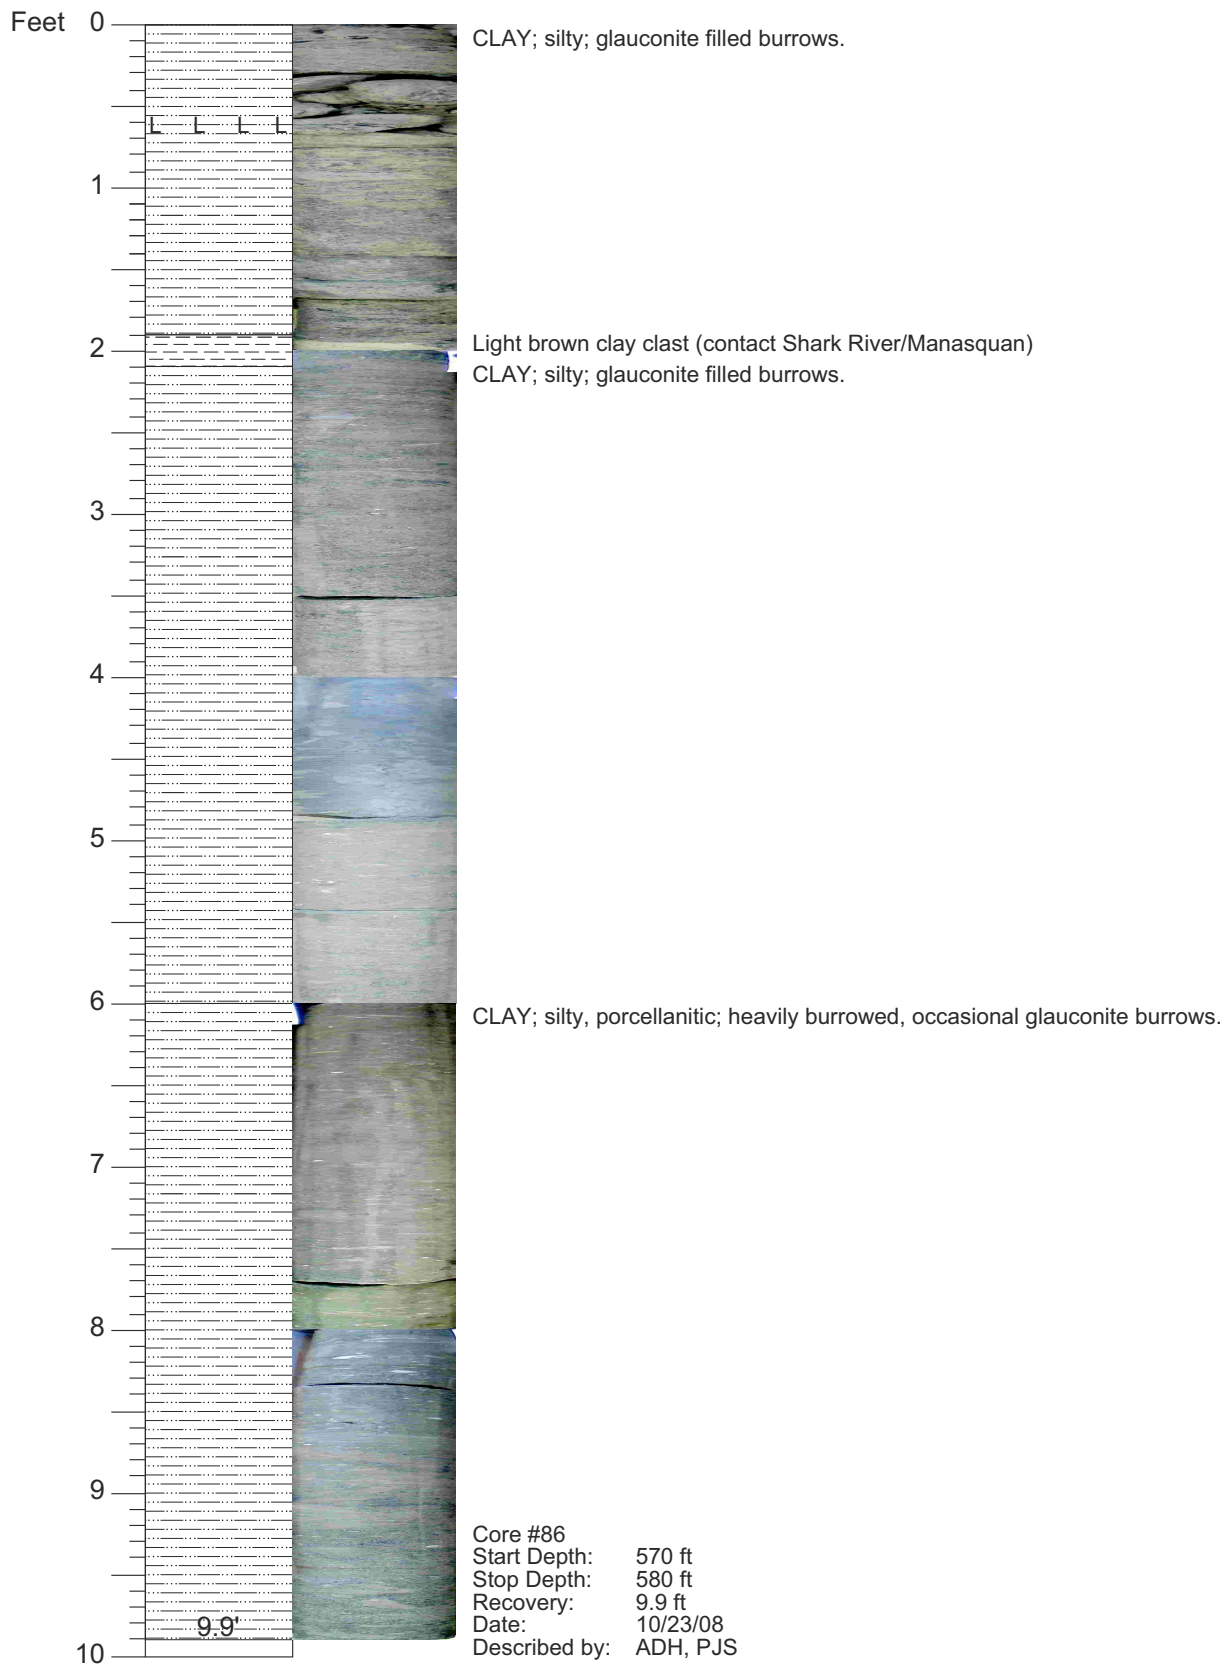 Feet 0
CLAY; silty; glauconite filled burrows.
L L L L
1
2
Light brown clay clast (contact Shark River/Manasquan)
CLAY; silty; glauconite filled burrows.
3
4
5
6
CLAY; silty, porcellanitic; heavily burrowed, occasional glauconite burrows.
7
8
9
Core #86
Start Depth: 570 ft
Stop Depth: 580 ft
Recovery: 9.9 ft
Date: 10/23/08
Described by: ADH, PJS
9.9'
10